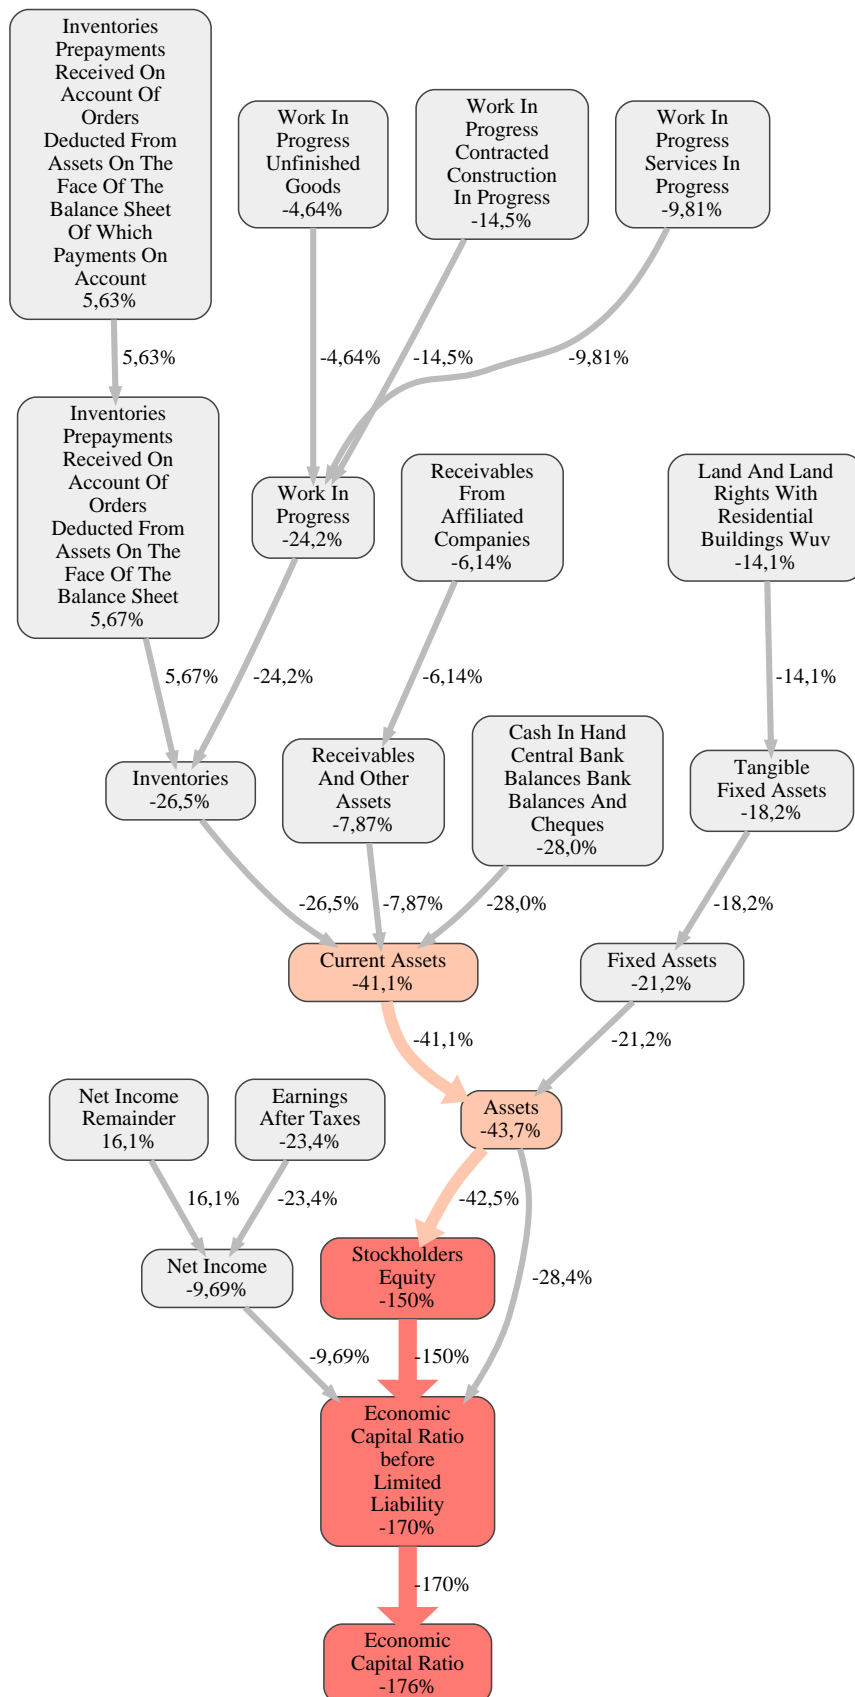 Inventories
Prepayments
Received On
Account Of
Orders
Deducted From
Assets On The
Face Of The
Balance Sheet
Of Which
Payments On
Account
5,63%
Work In
Progress
Unfinished
Goods
-4,64%
Work In
Progress
Contracted
Construction
In Progress
-14,5%
Work In
Progress
Services In
Progress
-9,81%
5,63%
-4,64%
-14,5%
-9,81%
Inventories
Prepayments
Received On
Account Of
Orders
Deducted From
Assets On The
Face Of The
Balance Sheet
5,67%
Work In
Progress
-24,2%
Receivables
From
Affiliated
Companies
-6,14%
Land And Land
Rights With
Residential
Buildings Wuv
-14,1%
5,67%
-24,2%
-6,14%
-14,1%
Inventories
-26,5%
Receivables
And Other
Assets
-7,87%
Cash In Hand
Central Bank
Balances Bank
Balances And
Cheques
-28,0%
Tangible
Fixed Assets
-18,2%
-26,5%
-7,87%
-28,0%
-18,2%
Current Assets
-41,1%
Fixed Assets
-21,2%
-41,1%
-21,2%
Net Income
Remainder
16,1%
Earnings
After Taxes
-23,4%
Assets
-43,7%
16,1%
-23,4%
-42,5%
-28,4%
Net Income
-9,69%
Stockholders
Equity
-150%
-9,69%
-150%
Economic
Capital Ratio
before
Limited
Liability
-170%
-170%
Economic
Capital Ratio
-176%